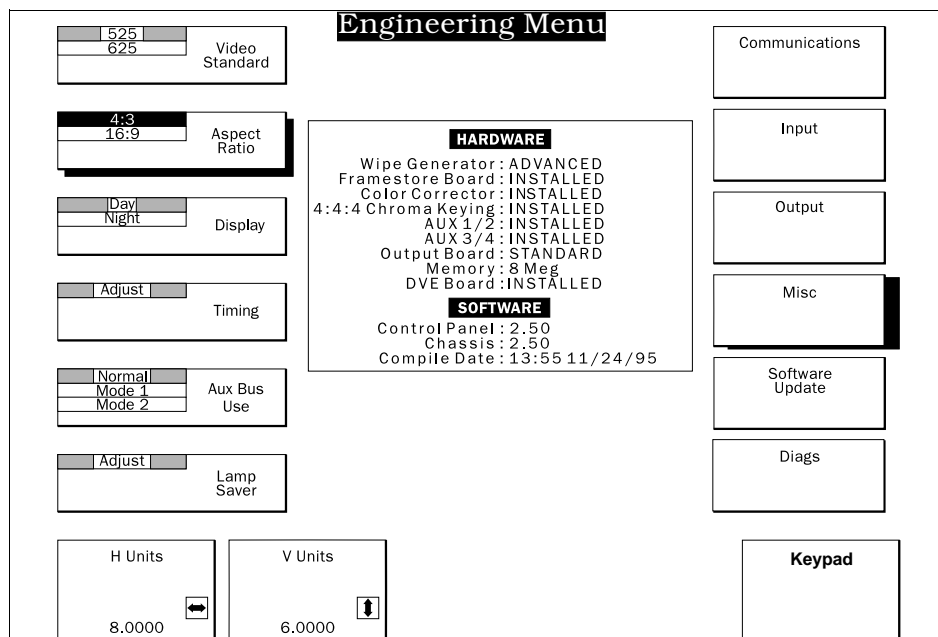 Engineering Menu
525
625
Video
Standard
4:3
16:9
Aspect
Ratio
Day
Night
Display
Adjust
Timing
Normal
Mode 1
Mode 2
Aux Bus
Use
Adjust
Lamp
Saver
HARDWARE
Wipe Generator: ADVANCED
Framestore Board: INSTALLED
Color Corrector: INSTALLED
4:4:4 Chroma Keying: INSTALLED
AUX 1/2: INSTALLED
AUX 3/4: INSTALLED
Output Board: STANDARD
Memory: 8 Meg
DVE Board: INSTALLED
SOFTWARE
Control Panel: 2.50
Chassis: 2.50
Compile Date: 13:55 11/24/95
Communications
Input
Output
Misc
Software
Update
Diags
H Units
8.0000
V Units
6.0000
Keypad